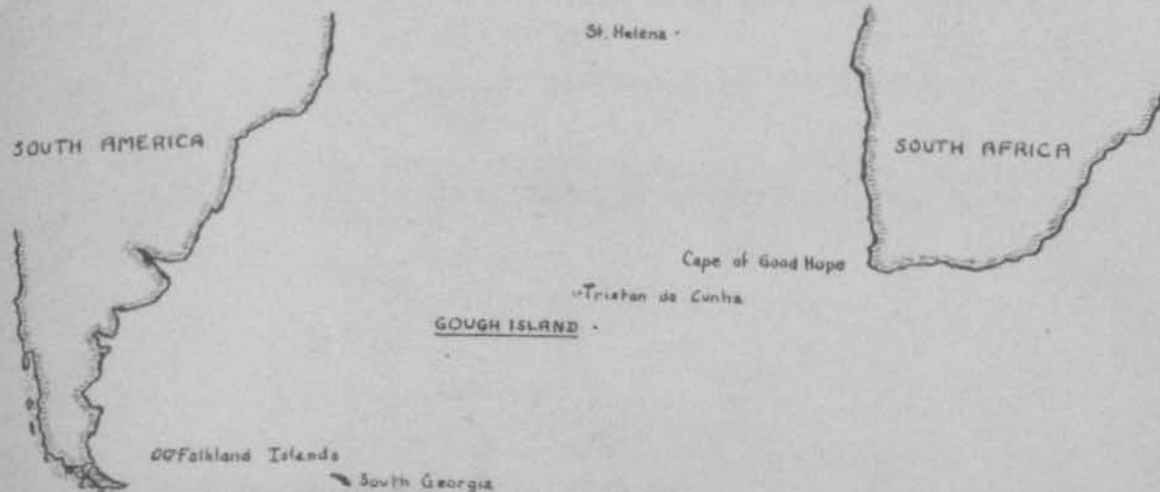 St. Helena
SOUTH AMERICA
SOUTH AFRICA
Cape of Good Hope
Tristan da Cunha
GOUGH ISLAND
Falkland Islands
South Georgia